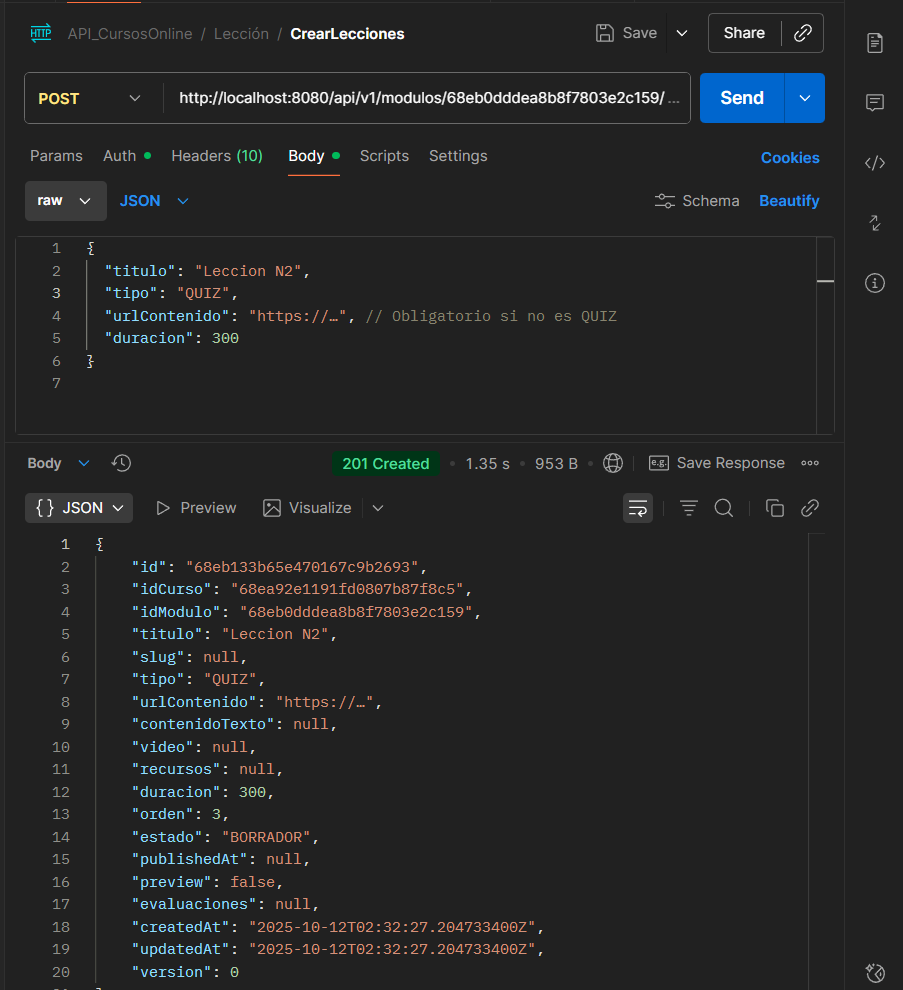 HTTP API_CursosOnline / Lección / CrearLecciones Save Share
POST http://localhost:8080/api/v1/modulos/68eb0dddea8b8f7803e2c159/ ... Send
Params Auth Headers (10) Body Scripts Settings Cookies
raw JSON Schema Beautify
1 {
2 "titulo": "Leccion N2",
3 "tipo": "QUIZ",
4 "urlContenido": "https://…", // Obligatorio si no es QUIZ
5 "duracion": 300
6 }
7
Body 201 Created • 1.35 s • 953 B • e.g. Save Response
{} JSON Preview Visualize
1 {
2 "id": "68eb133b65e470167c9b2693",
3 "idCurso": "68ea92e1191fd0807b87f8c5",
4 "idModulo": "68eb0dddea8b8f7803e2c159",
5 "titulo": "Leccion N2",
6 "slug": null,
7 "tipo": "QUIZ",
8 "urlContenido": "https://…",
9 "contenidoTexto": null,
10 "video": null,
11 "recursos": null,
12 "duracion": 300,
13 "orden": 3,
14 "estado": "BORRADOR",
15 "publishedAt": null,
16 "preview": false,
17 "evaluaciones": null,
18 "createdAt": "2025-10-12T02:32:27.204733400Z",
19 "updatedAt": "2025-10-12T02:32:27.204733400Z",
20 "version": 0